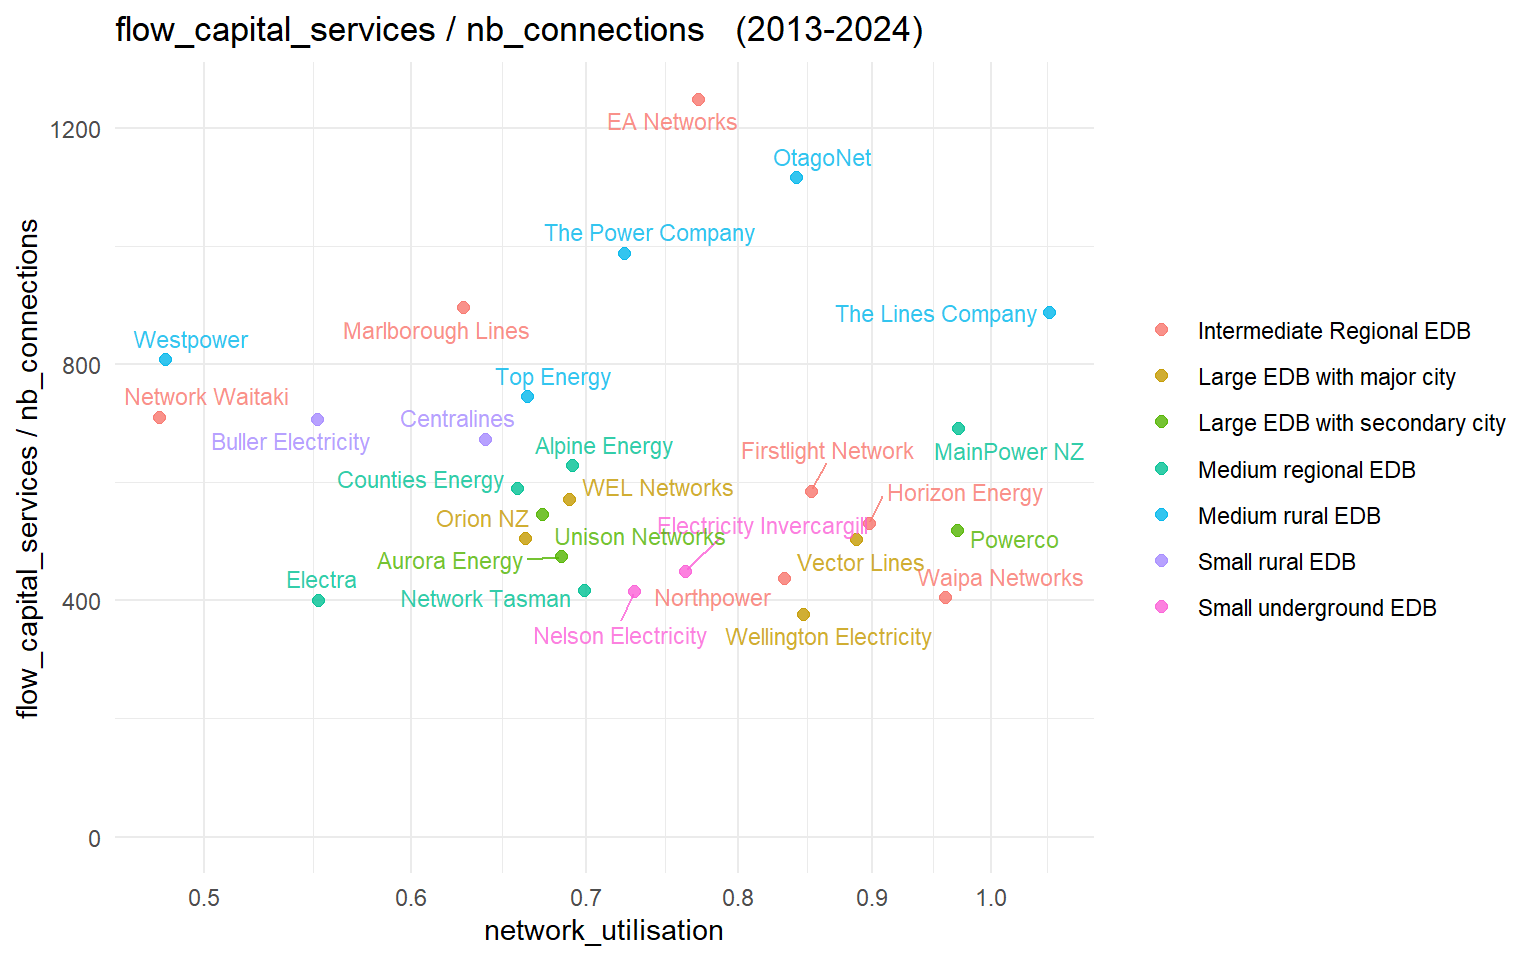 flow_capital_services / nb_connections (2013-2024)
flow_capital_services / nb_connections
1200
800
400
0
EA Networks
OtagoNet
The Power Company
The Lines Company
Marlborough Lines
Westpower
Top Energy
Network Waitaki
Centralines
Buller Electricity
Alpine Energy
Firstlight Network
MainPower NZ
Counties Energy
WEL Networks
Horizon Energy
Orion NZ
Electricity Invercargill
Unison Networks
Powerco
Aurora Energy
Vector Lines
Electra
Waipa Networks
Network Tasman
Northpower
Nelson Electricity
Wellington Electricity
0.5
0.6
0.7
0.8
0.9
1.0
network_utilisation
Intermediate Regional EDB
Large EDB with major city
Large EDB with secondary city
Medium regional EDB
Medium rural EDB
Small rural EDB
Small underground EDB